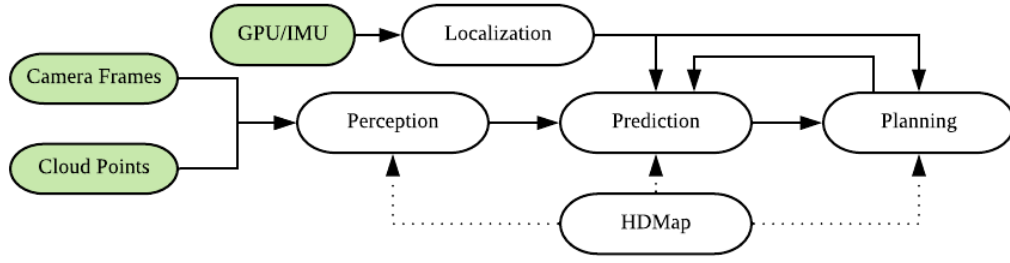 GPU/IMU
Localization
Camera Frames
Perception
Prediction
Planning
Cloud Points
HDMap